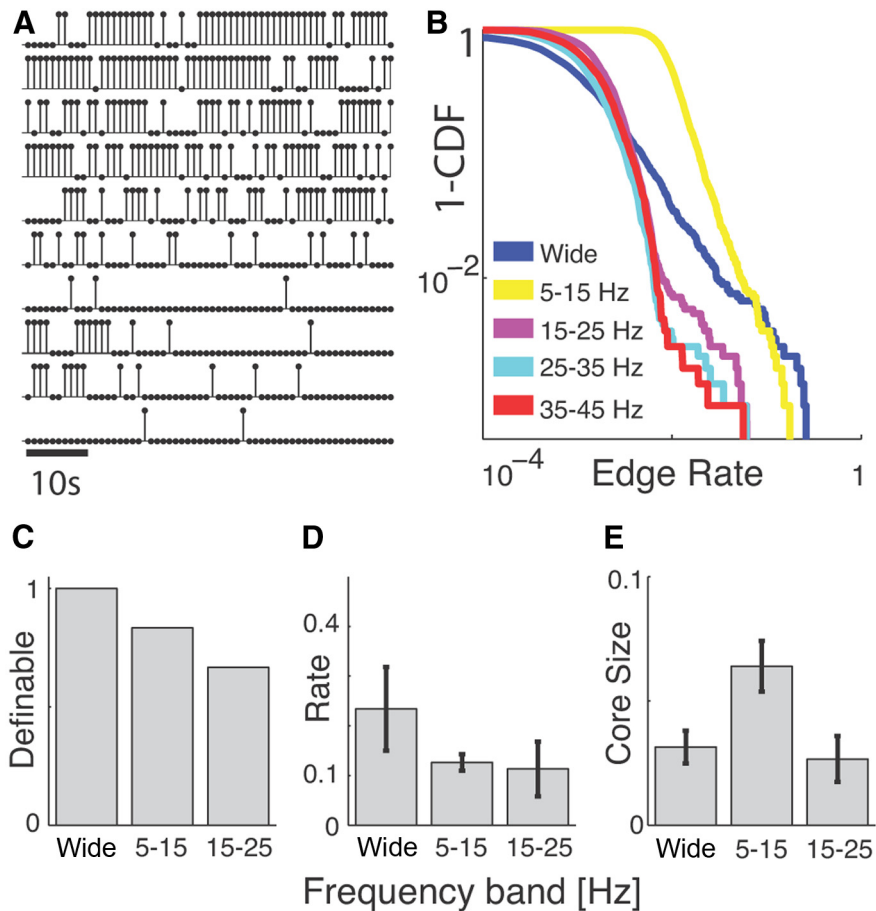 A
10s
B
1
1-CDF
10−2
Wide
5-15 Hz
15-25 Hz
25-35 Hz
35-45 Hz
10−4
Edge Rate
1
C
1
Definable
0
Wide
5-15
15-25
D
0.4
Rate
0.1
0
Wide
5-15
15-25
E
0.1
Core Size
0
Wide
5-15
15-25
Frequency band [Hz]